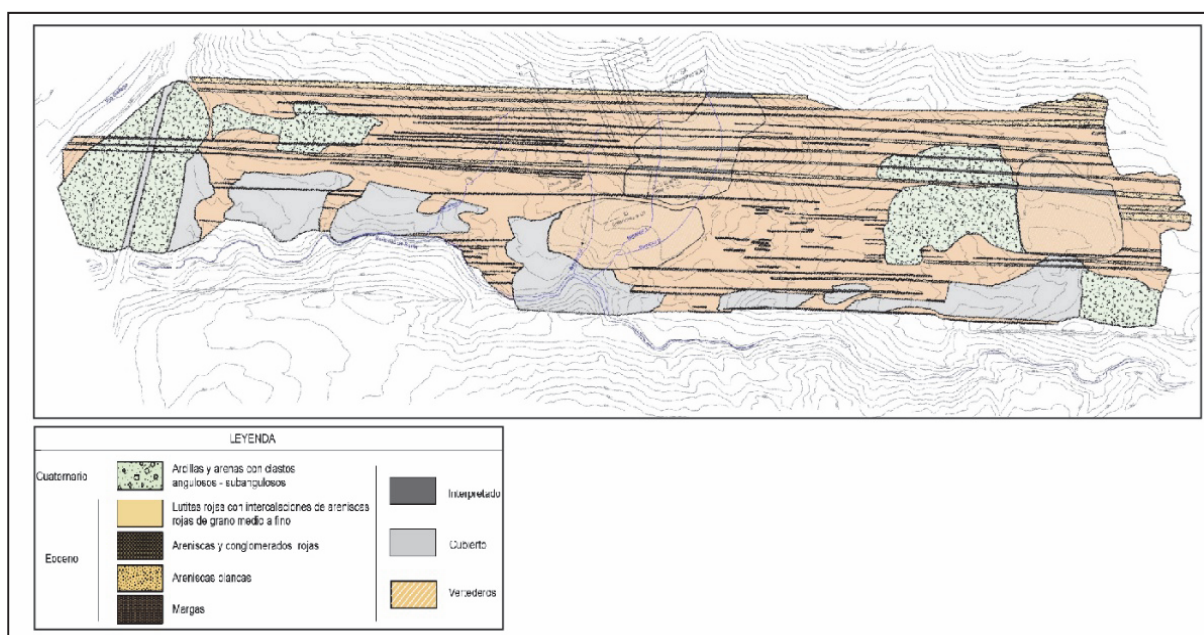 LEYENDA
Cuaternario
Arcillas y arenas con clastos
angulosos - subangulosos
Eoceno
Lutitas rojas con intercalaciones de areniscas
rojas de grano medio a fino
Areniscas y conglomerados rojas
Areniscas blancas
Margas
Interpretado
Cubierto
Vertederos